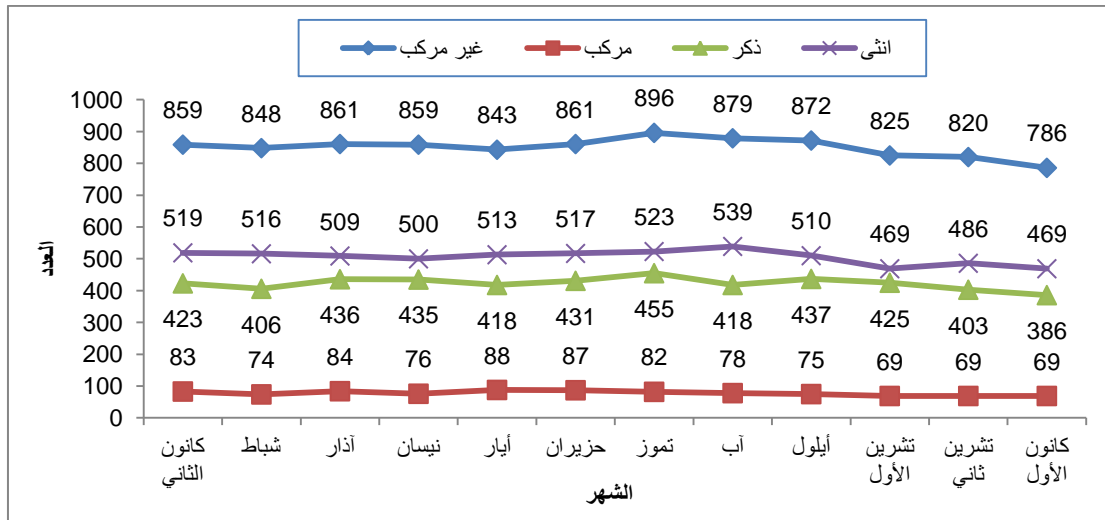 غير مركب مركب ذكر انثى
1000
900
800
700
600
500
400
300
200
100
0
859 848 861 859 843 861 896 879 872 825 820 786
519 516 509 500 513 517 523 539 510 469 486 469
423 406 436 435 418 431 455 418 437 425 403 386
83 74 84 76 88 87 82 78 75 69 69 69
العدد
كانون الثاني
شباط
آذار
نيسان
أيار
حزيران
تموز
آب
أيلول
تشرين الأول
تشرين ثاني
كانون الأول
الشهر